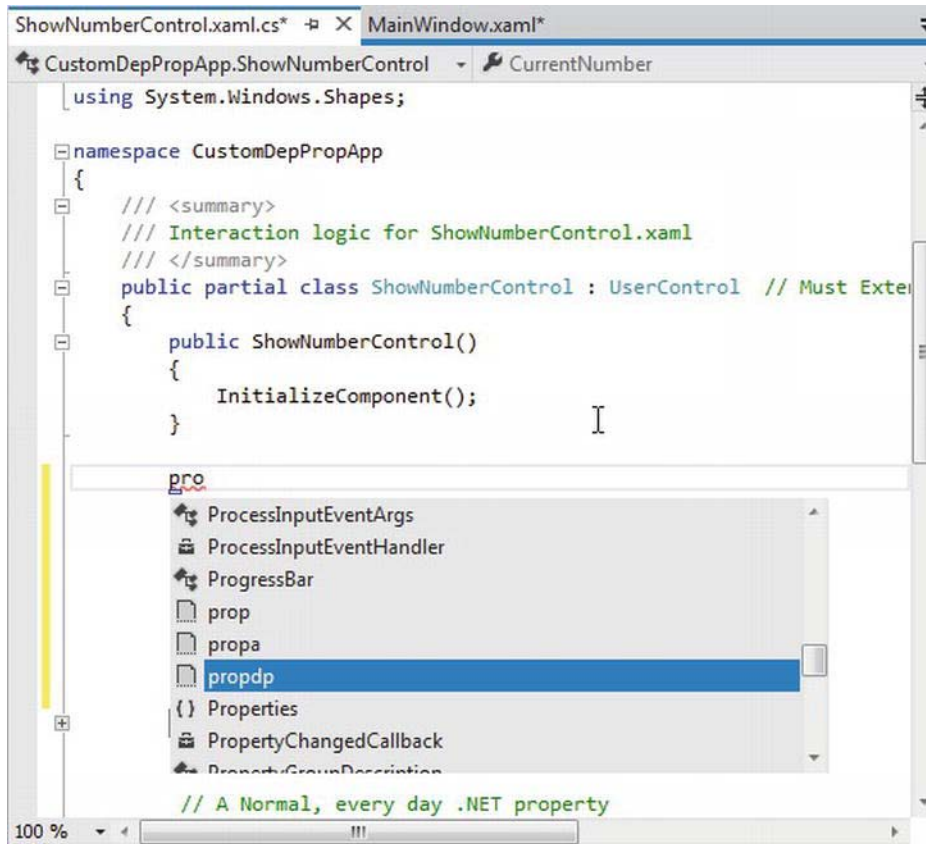 ShowNumberControl.xaml.cs* MainWindow.xaml*
CustomDepPropApp.ShowNumberControl CurrentNumber
using System.Windows.Shapes;
namespace CustomDepPropApp
{
/// <summary>
/// Interaction logic for ShowNumberControl.xaml
/// </summary>
public partial class ShowNumberControl : UserControl // Must Exte
{
public ShowNumberControl()
{
InitializeComponent();
}
pro
ProcessInputEventArgs
ProcessInputEventHandler
ProgressBar
prop
propa
propdp
{} Properties
PropertyChangedCallback
PropertyGroupDescription
// A Normal, every day .NET property
100 %